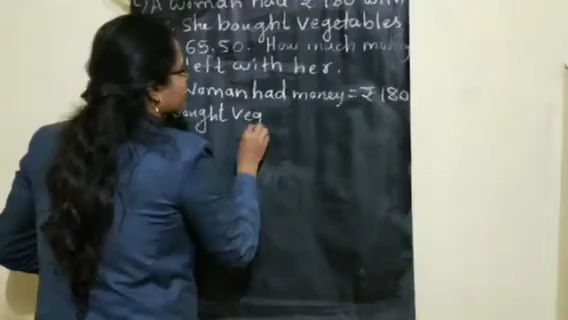 A woman had ₹ 180 with
. She bought vegetables
65.50. How much money
left with her.
Woman had money = ₹ 180
bought Veg